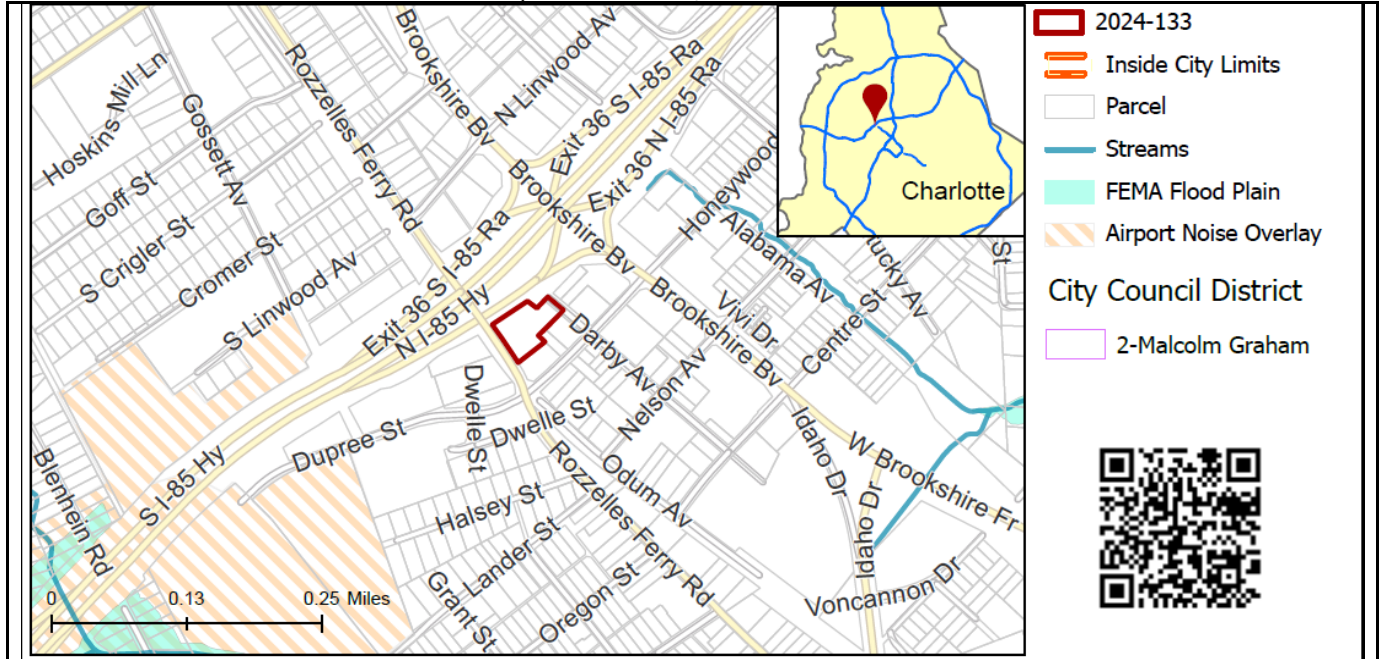 Hoskins Mill Ln
Gossett Av
Goff St
S Crigler St
Cromer St
S Linwood Av
Rozzelles Ferry Rd
Brookshire Bv
N Linwood Av
Exit 36 S I-85 Ra
Exit 36 N I-85 Ra
Brookshire Bv
Honeywood
Alabama Av
Exit 36 S I-85 Ra
N I-85 Hy
S I-85 Hy
Darby Av
Brookshire Bv
Vivi Dr
Centre St
tucky Av
St
Nelson Av
Dwelle St
Dwelle St
Dupree St
Blenhein Rd
Halsey St
Lander St
Grant St
Oregon St
Odum Av
Rozzelles Ferry Rd
Idaho Dr
Idaho Dr
W Brookshire Fr
Voncannon Dr
0 0.13 0.25 Miles
Charlotte
2024-133
Inside City Limits
Parcel
Streams
FEMA Flood Plain
Airport Noise Overlay
City Council District
2-Malcolm Graham